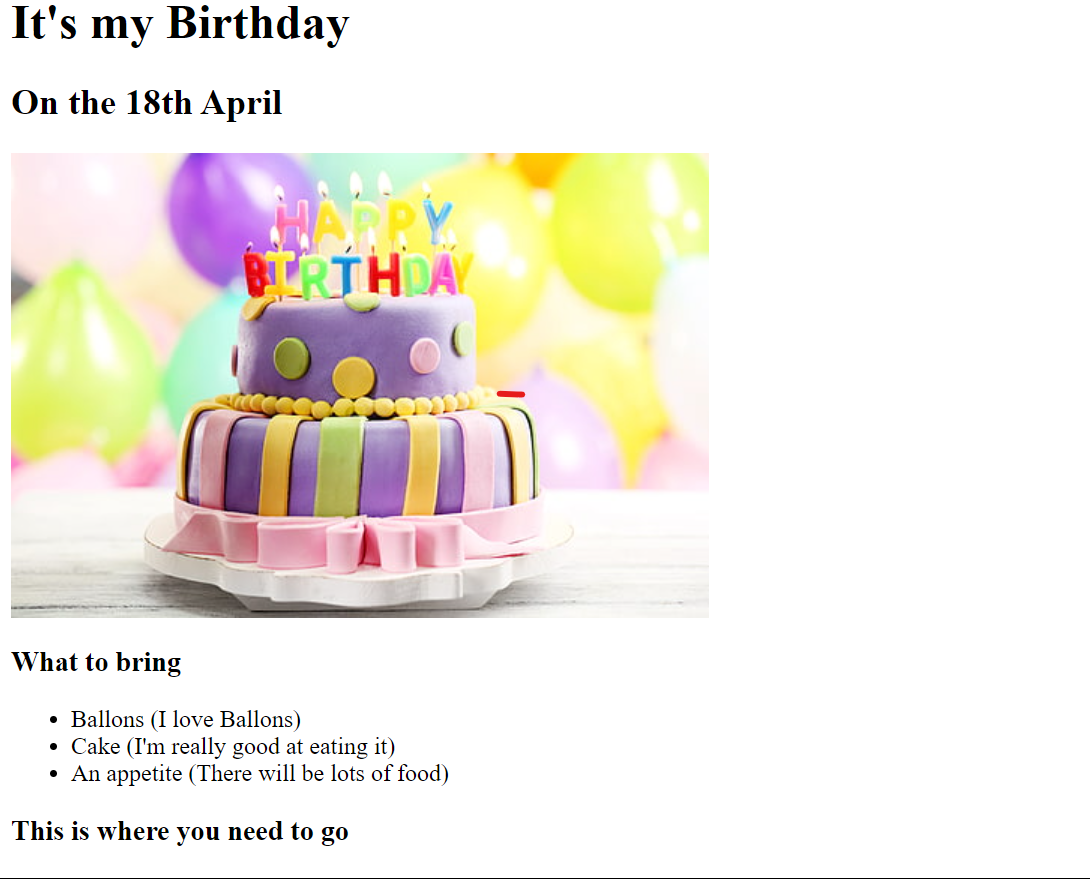 It's my Birthday
On the 18th April
HAPPY
BIRTHDAY
What to bring
Ballons (I love Ballons)
Cake (I'm really good at eating it)
An appetite (There will be lots of food)
This is where you need to go